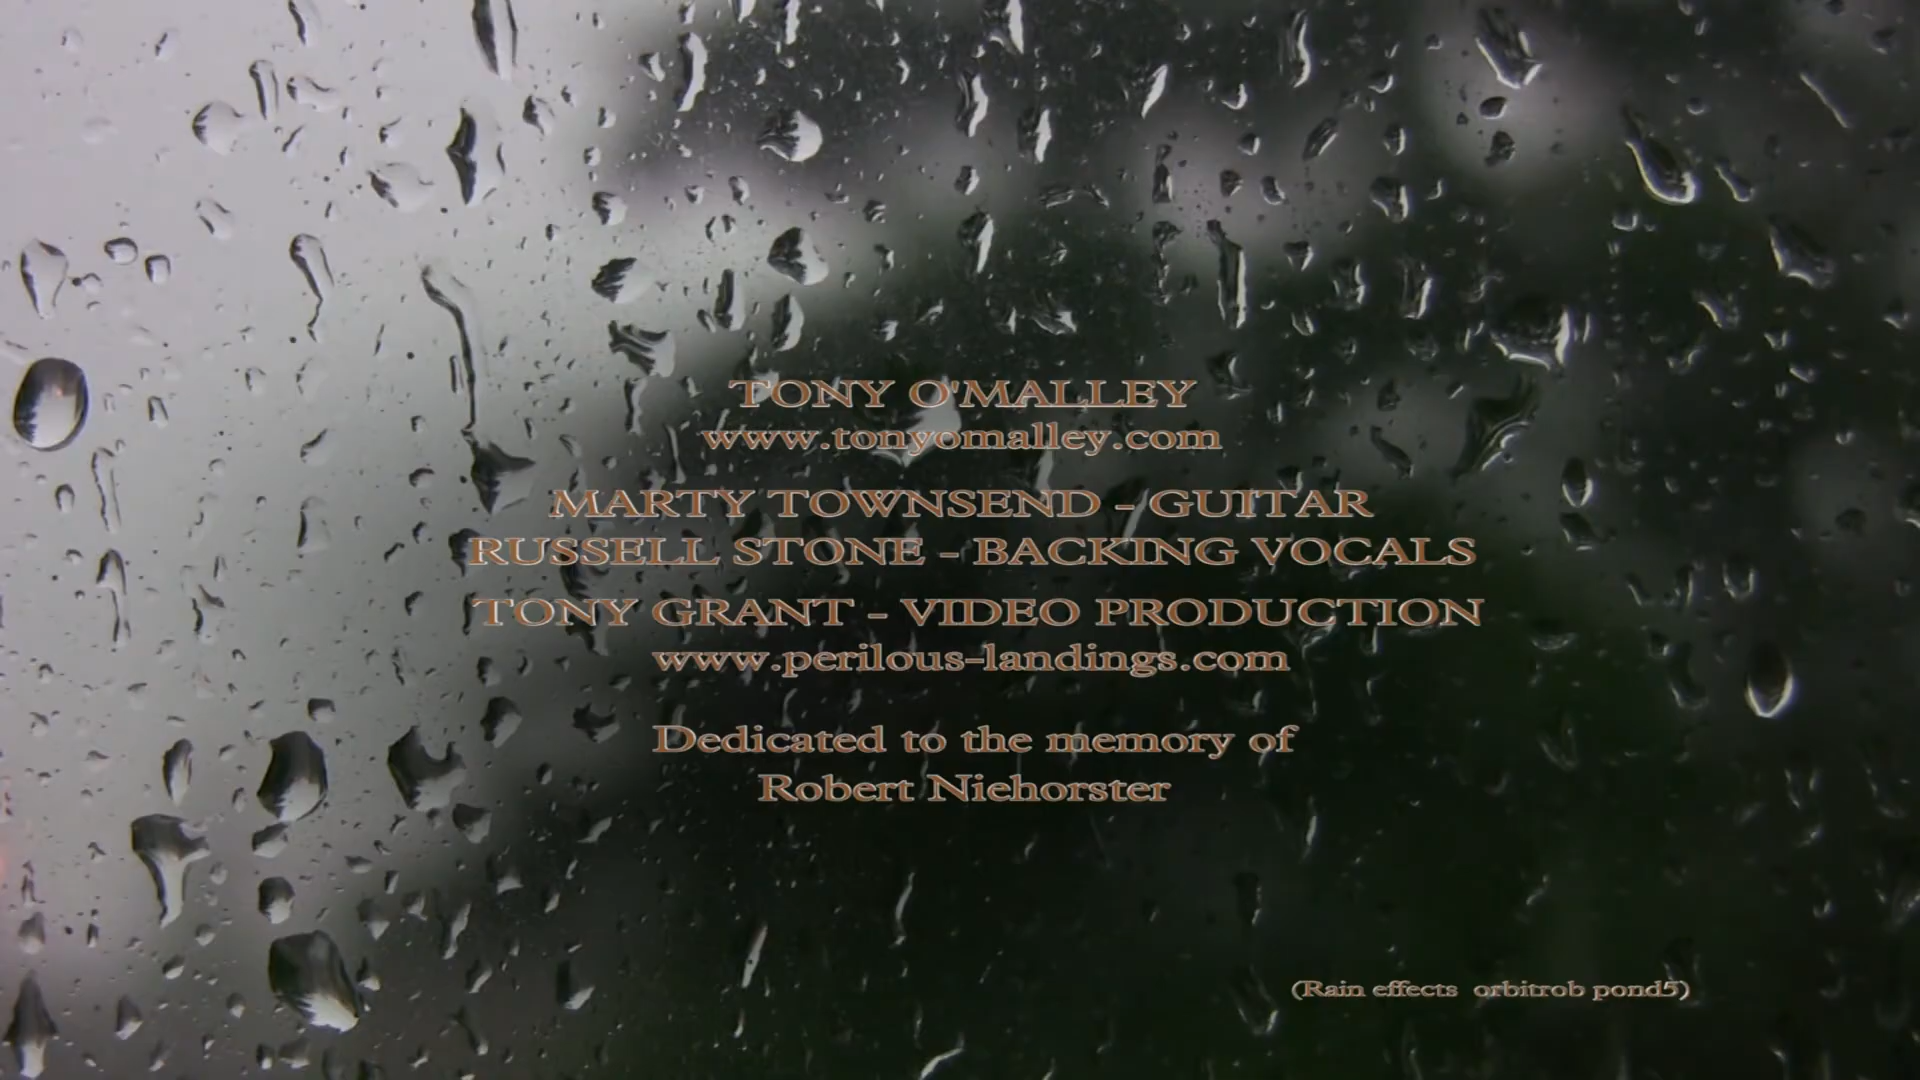 TONY O'MALLEY
www.tonyomalley.com
MARTY TOWNSEND - GUITAR
RUSSELL STONE - BACKING VOCALS
TONY GRANT - VIDEO PRODUCTION
www.perilous-landings.com
Dedicated to the memory of
Robert Niehorster
(Rain effects orbitrob pond5)